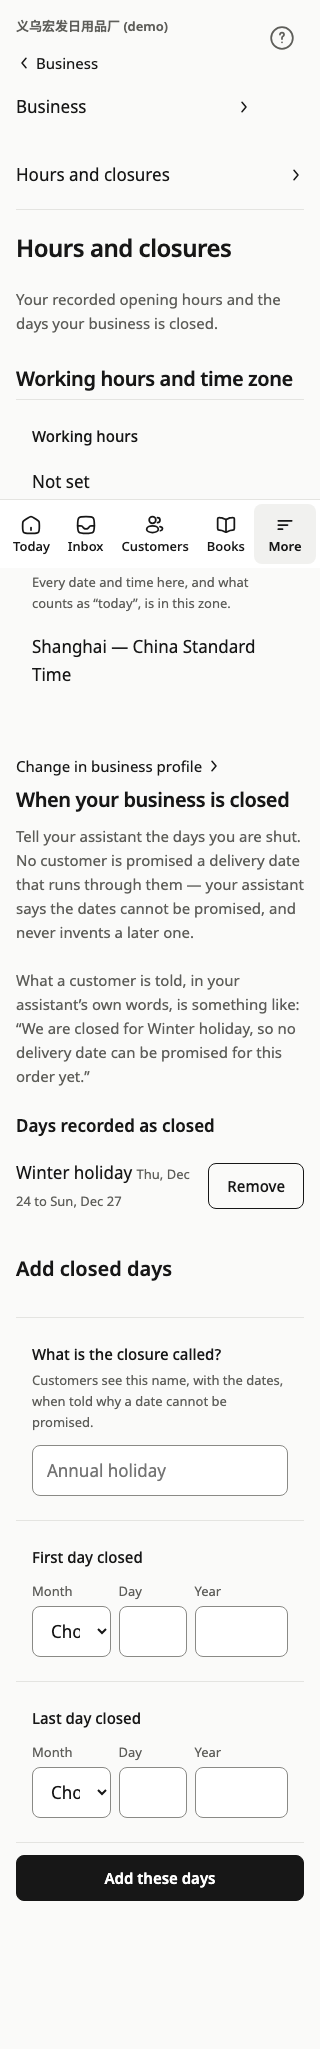 义乌宏发日用品厂 (demo)
Business
Business
Hours and closures
Hours and closures
Your recorded opening hours and the
days your business is closed.
Working hours and time zone
Working hours
Not set
Today Inbox Customers Books More
Every date and time here, and what
counts as “today”, is in this zone.
Shanghai — China Standard
Time
Change in business profile
When your business is closed
Tell your assistant the days you are shut.
No customer is promised a delivery date
that runs through them — your assistant
says the dates cannot be promised, and
never invents a later one.
What a customer is told, in your
assistant’s own words, is something like:
“We are closed for Winter holiday, so no
delivery date can be promised for this
order yet.”
Days recorded as closed
Winter holiday Thu, Dec
24 to Sun, Dec 27
Remove
Add closed days
What is the closure called?
Customers see this name, with the dates,
when told why a date cannot be
promised.
Annual holiday
First day closed
Month Day Year
Cho
Last day closed
Month Day Year
Cho
Add these days